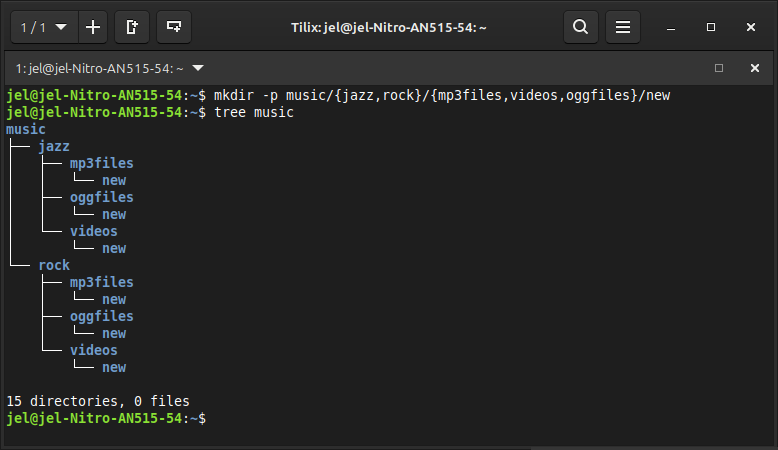 1 / 1
Tilix: jel@jel-Nitro-AN515-54: ~
1: jel@jel-Nitro-AN515-54: ~
jel@jel-Nitro-AN515-54:~$ mkdir -p music/{jazz,rock}/{mp3files,videos,oggfiles}/new
jel@jel-Nitro-AN515-54:~$ tree music
music
├── jazz
│   ├── mp3files
│   │   └── new
│   ├── oggfiles
│   │   └── new
│   └── videos
│       └── new
└── rock
    ├── mp3files
    │   └── new
    ├── oggfiles
    │   └── new
    └── videos
        └── new
15 directories, 0 files
jel@jel-Nitro-AN515-54:~$